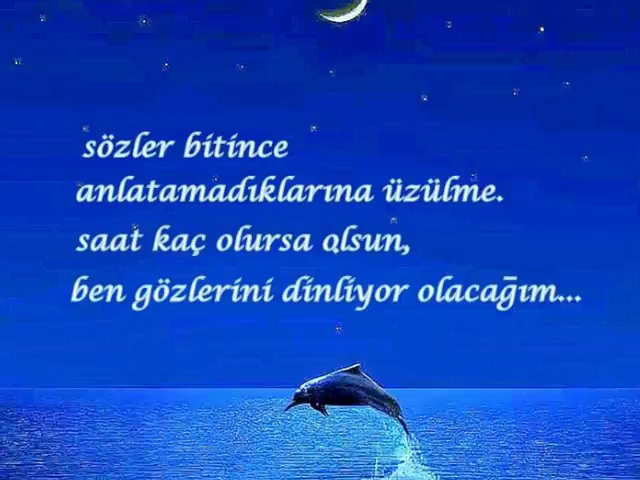 sözler bitince
anlatamadıklarına üzülme.
saat kaç olursa olsun,
ben gözlerini dinliyor olacağım...